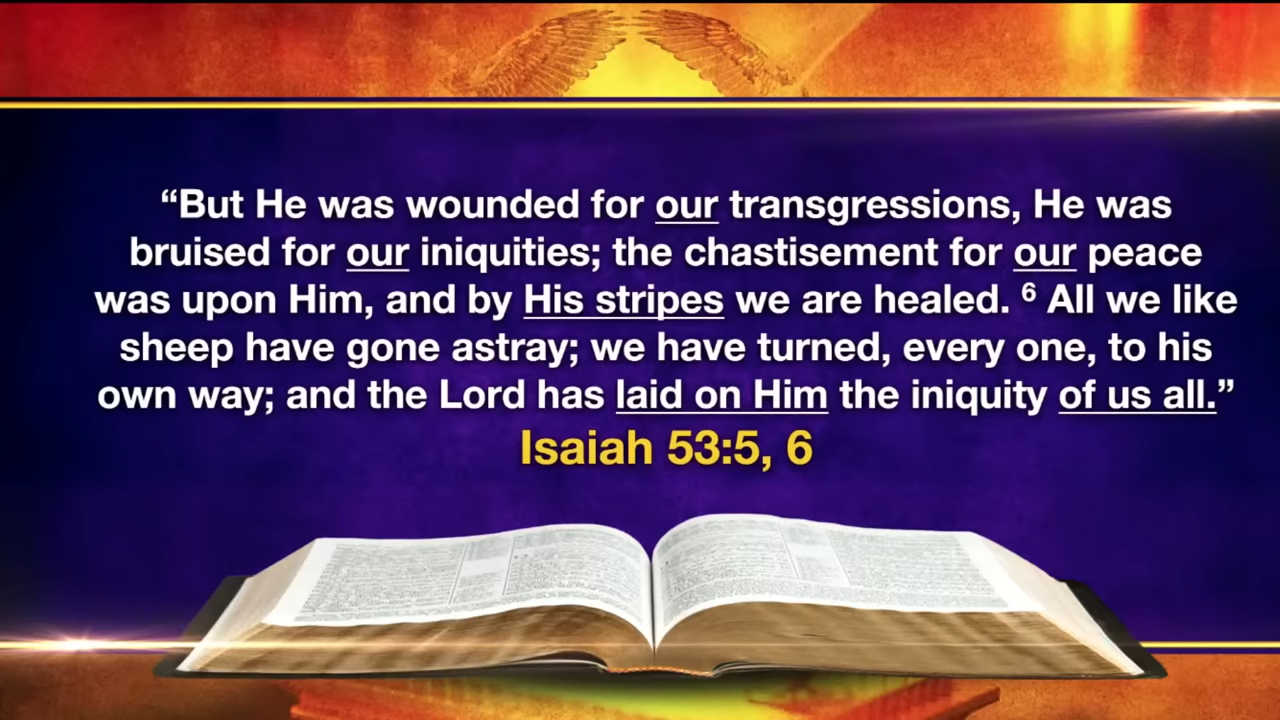 “But He was wounded for our transgressions, He was
bruised for our iniquities; the chastisement for our peace
was upon Him, and by His stripes we are healed. ⁶ All we like
sheep have gone astray; we have turned, every one, to his
own way; and the Lord has laid on Him the iniquity of us all.”
Isaiah 53:5, 6